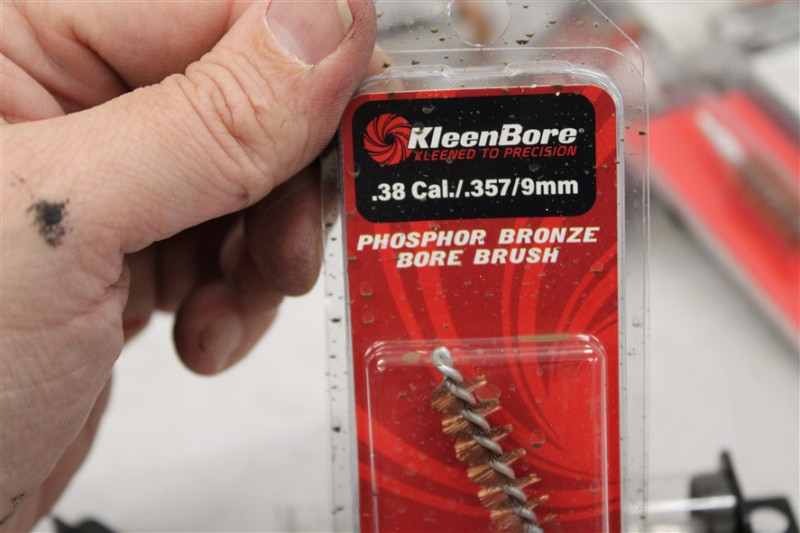 KleenBore®
KLEENED TO PRECISION
.38 Cal./.357/9mm
PHOSPHOR BRONZE
BORE BRUSH